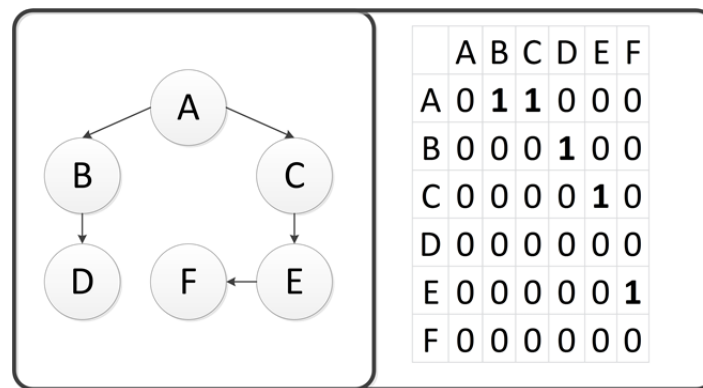 A
B C
D F E
A B C D E F
A 0 1 1 0 0 0
B 0 0 0 1 0 0
C 0 0 0 0 1 0
D 0 0 0 0 0 0
E 0 0 0 0 0 1
F 0 0 0 0 0 0